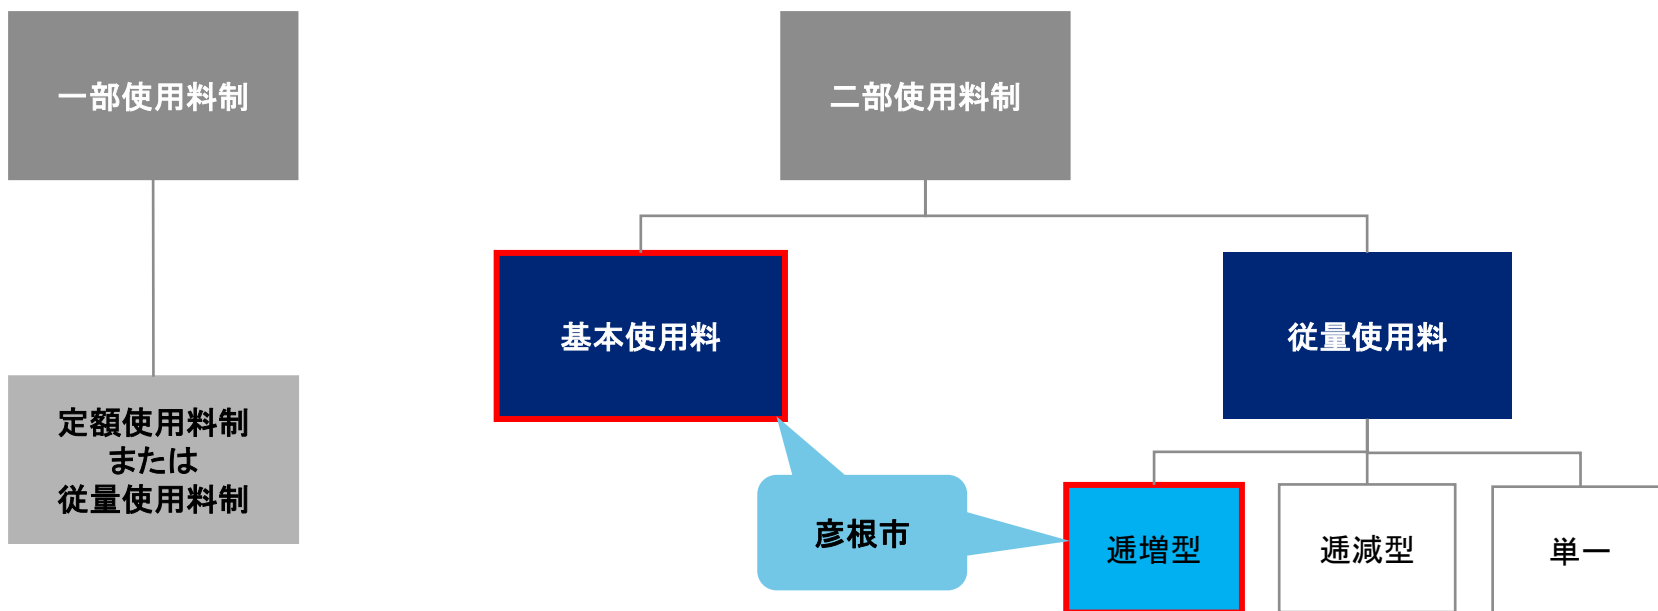 一部使用料制
二部使用料制
基本使用料
従量使用料
定額使用料制
または
従量使用料制
彦根市
逓増型
逓減型
単一